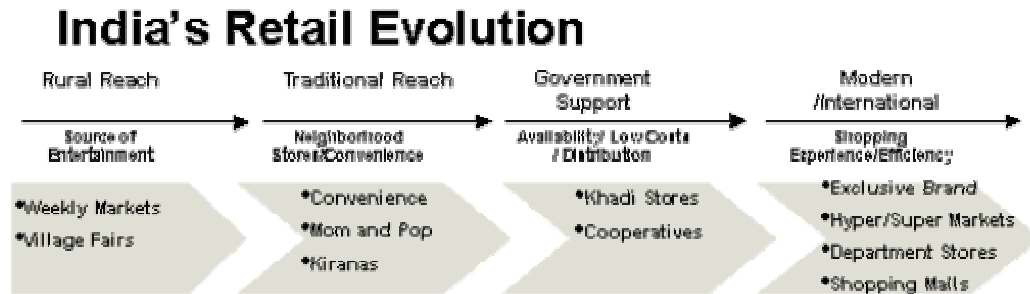 India's Retail Evolution
Rural Reach
Traditional Reach
Government
Support
Modern
/International
Source of
Entertainment
Neighborhood
Stores/Convenience
Availability/ Low Costs
/ Distribution
Shopping
Experience/Efficiency
•Weekly Markets
•Village Fairs
•Convenience
•Mom and Pop
•Kiranas
•Khadi Stores
•Cooperatives
•Exclusive Brand
•Hyper/Super Markets
•Department Stores
•Shopping Malls